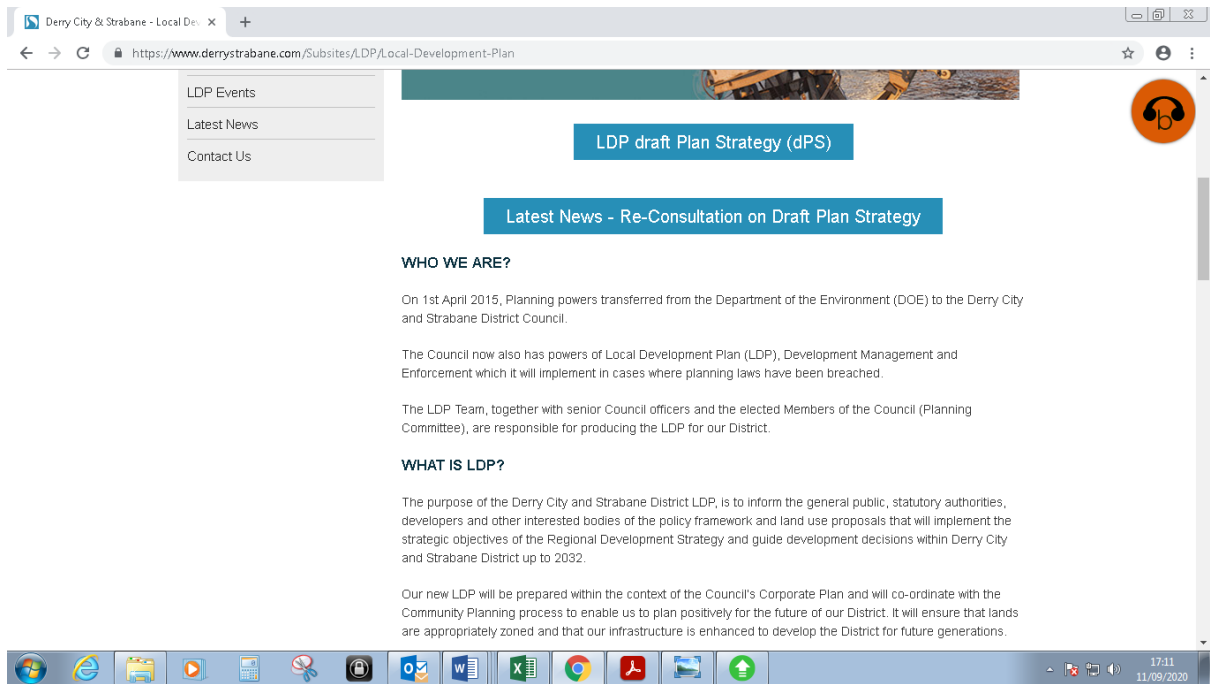 Derry City & Strabane - Local Dev
https://www.derrystrabane.com/Subsites/LDP/Local-Development-Plan
LDP Events
Latest News
Contact Us
b
LDP draft Plan Strategy (dPS)
Latest News - Re-Consultation on Draft Plan Strategy
WHO WE ARE?
On 1st April 2015, Planning powers transferred from the Department of the Environment (DOE) to the Derry City
and Strabane District Council.
The Council now also has powers of Local Development Plan (LDP), Development Management and
Enforcement which it will implement in cases where planning laws have been breached.
The LDP Team, together with senior Council officers and the elected Members of the Council (Planning
Committee), are responsible for producing the LDP for our District.
WHAT IS LDP?
The purpose of the Derry City and Strabane District LDP, is to inform the general public, statutory authorities,
developers and other interested bodies of the policy framework and land use proposals that will implement the
strategic objectives of the Regional Development Strategy and guide development decisions within Derry City
and Strabane District up to 2032.
Our new LDP will be prepared within the context of the Council's Corporate Plan and will co-ordinate with the
Community Planning process to enable us to plan positively for the future of our District. It will ensure that lands
are appropriately zoned and that our infrastructure is enhanced to develop the District for future generations.
17:11
11/09/2020